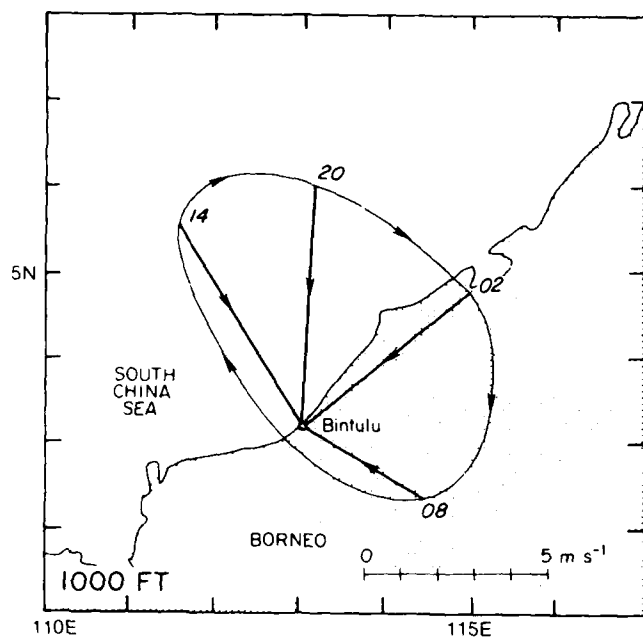 20
14
5N
02
SOUTH
CHINA
SEA
Bintulu
08
BORNEO
0 5 m s⁻¹
1000 FT
110E 115E